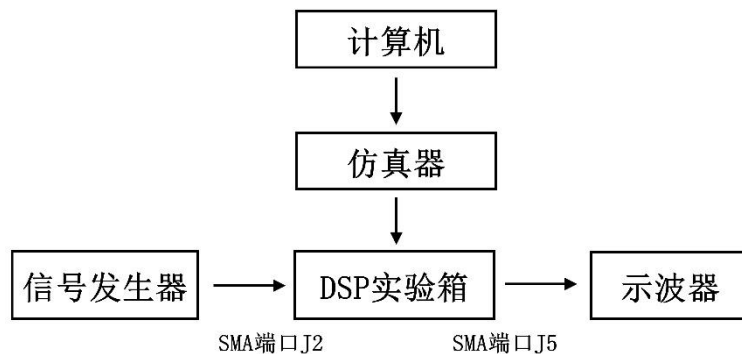 计算机
仿真器
信号发生器
DSP实验箱
示波器
SMA端口J2
SMA端口J5